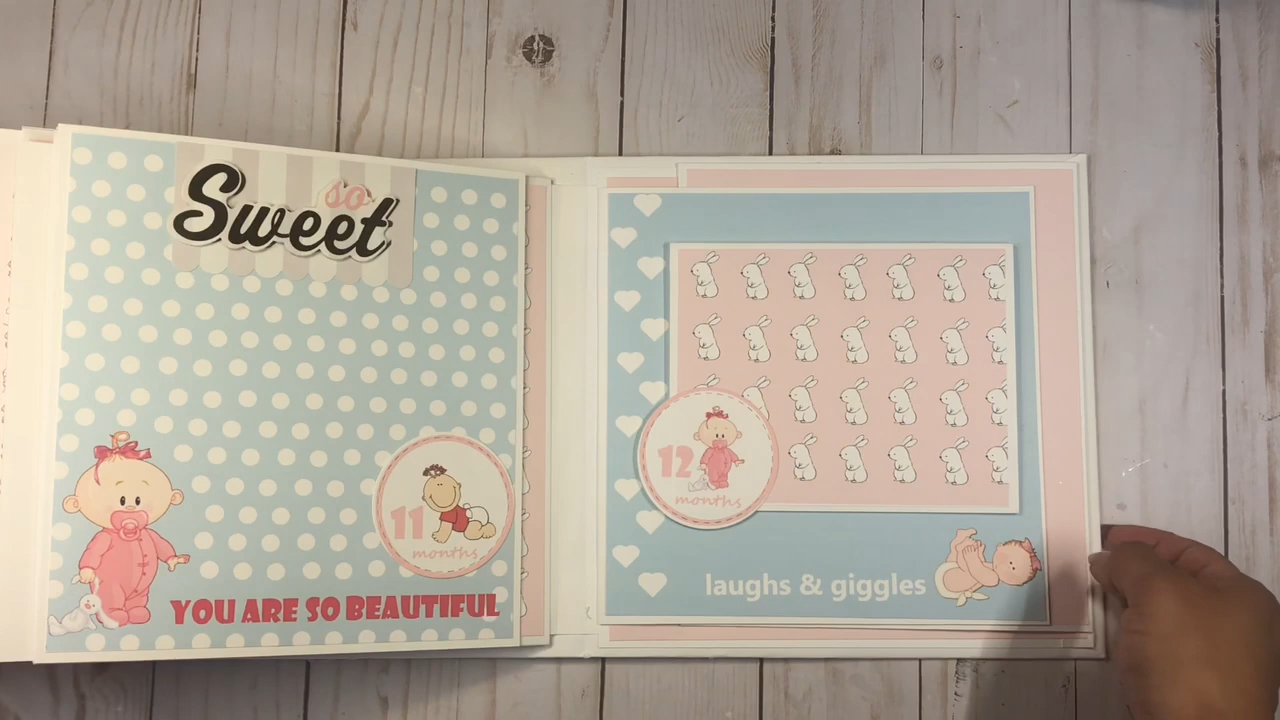 so
Sweet
11
months
YOU ARE SO BEAUTIFUL
12
months
laughs & giggles